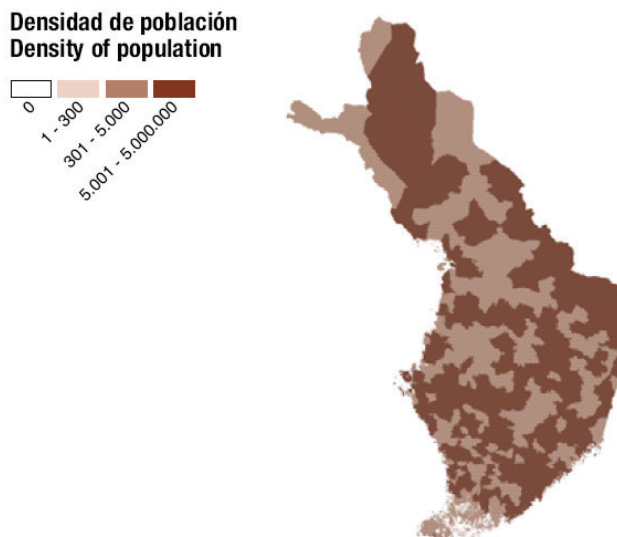 Densidad de población
Density of population
0
1 - 300
301 - 5.000
5.001 - 5.000.000